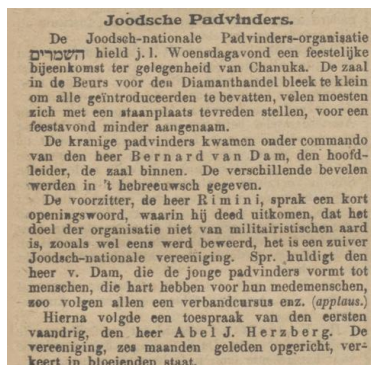 Joodsche Padvinders.
De Joodsch-nationale Padvinders-organisatie
השמרים hield j.l. Woensdagavond een feestelijke
bijeenkomst ter gelegenheid van Chanuka. De zaal
in de Beurs voor den Diamanthandel bleek te klein
om alle geïntroduceerden te bevatten, velen moesten
zich met een staanplaats tevreden stellen, voor een
feestavond minder aangenaam.
De kranige padvinders kwamen onder commando
van den heer Bernard van Dam, den hoofd-
leider, de zaal binnen. De verschillende bevelen
werden in 't hebreeuwsch gegeven.
De voorzitter, de heer Rimini, sprak een kort
openingswoord, waarin hij deed uitkomen, dat het
doel der organisatie niet van militairistischen aard
is, zooals wel eens werd beweerd, het is een zuiver
Joodsch-nationale vereeniging. Spr. huldigt den
heer v. Dam, die de jonge padvinders vormt tot
menschen, die hart hebben voor hun medemenschen,
zoo volgen allen een verbandcursus enz. (applaus.)
Hierna volgde een toespraak van den eersten
vaandrig, den heer Abel J. Herzberg. De
vereeniging, zes maanden geleden opgericht, ver-
keert in bloeienden staat.